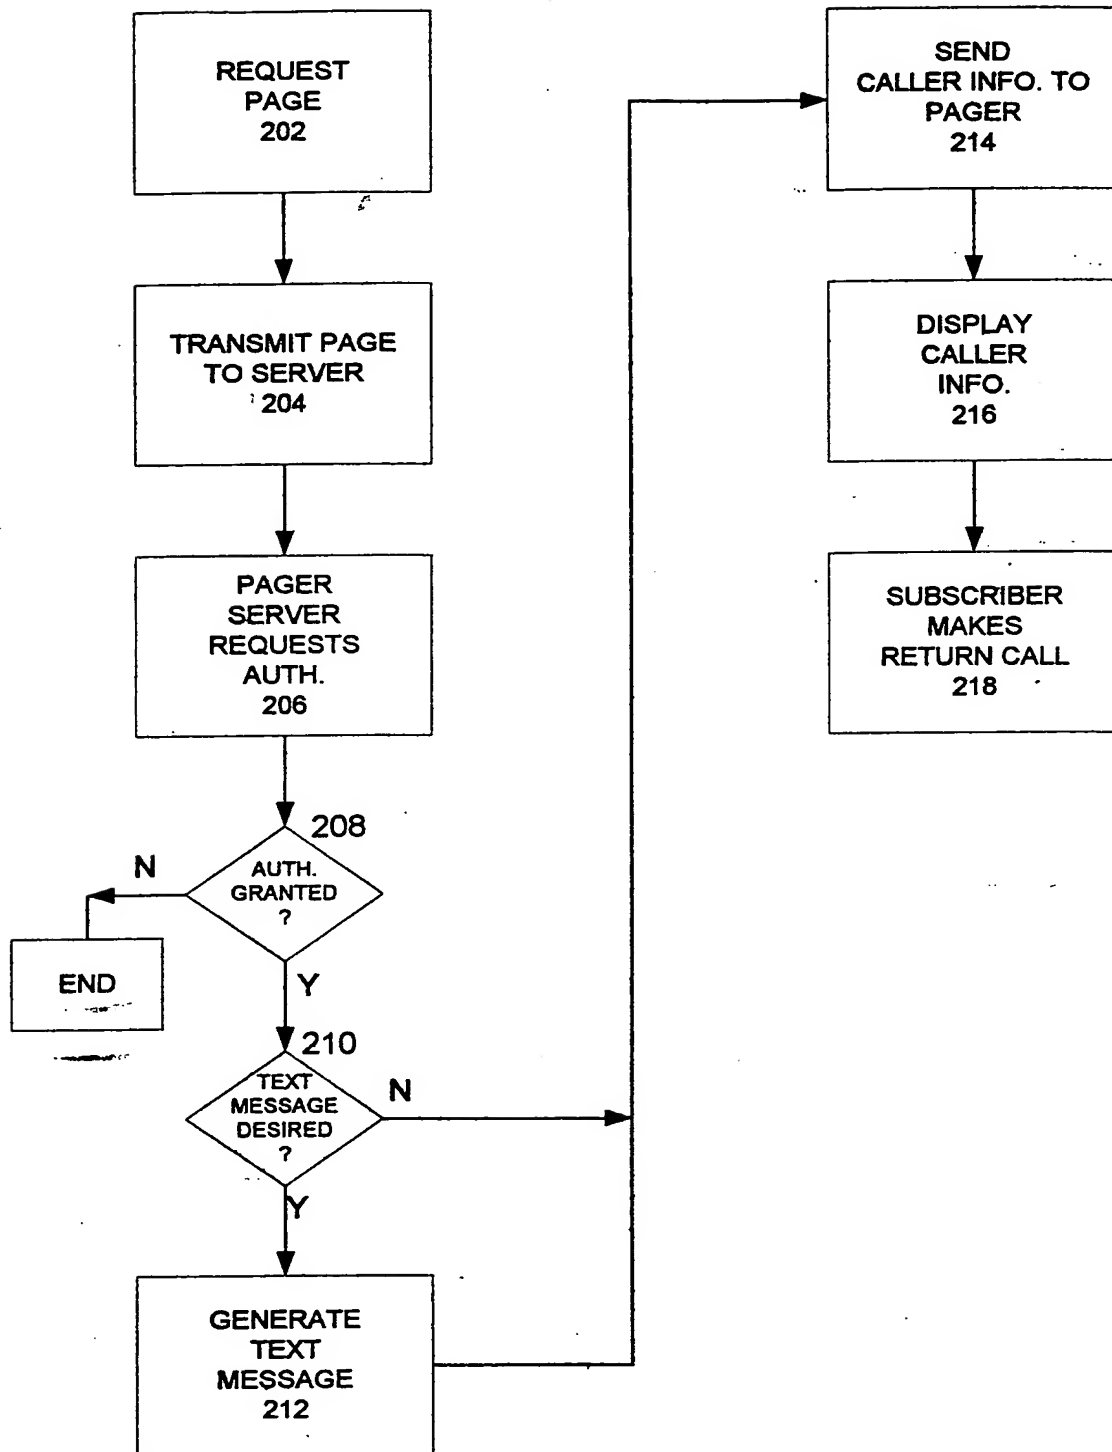 REQUEST
PAGE
202
TRANSMIT PAGE
TO SERVER
204
PAGER
SERVER
REQUESTS
AUTH.
206
208
N
AUTH.
GRANTED
?
END
Y
210
TEXT
MESSAGE
DESIRED
?
N
Y
GENERATE
TEXT
MESSAGE
212
SEND
CALLER INFO. TO
PAGER
214
DISPLAY
CALLER
INFO.
216
SUBSCRIBER
MAKES
RETURN CALL
218